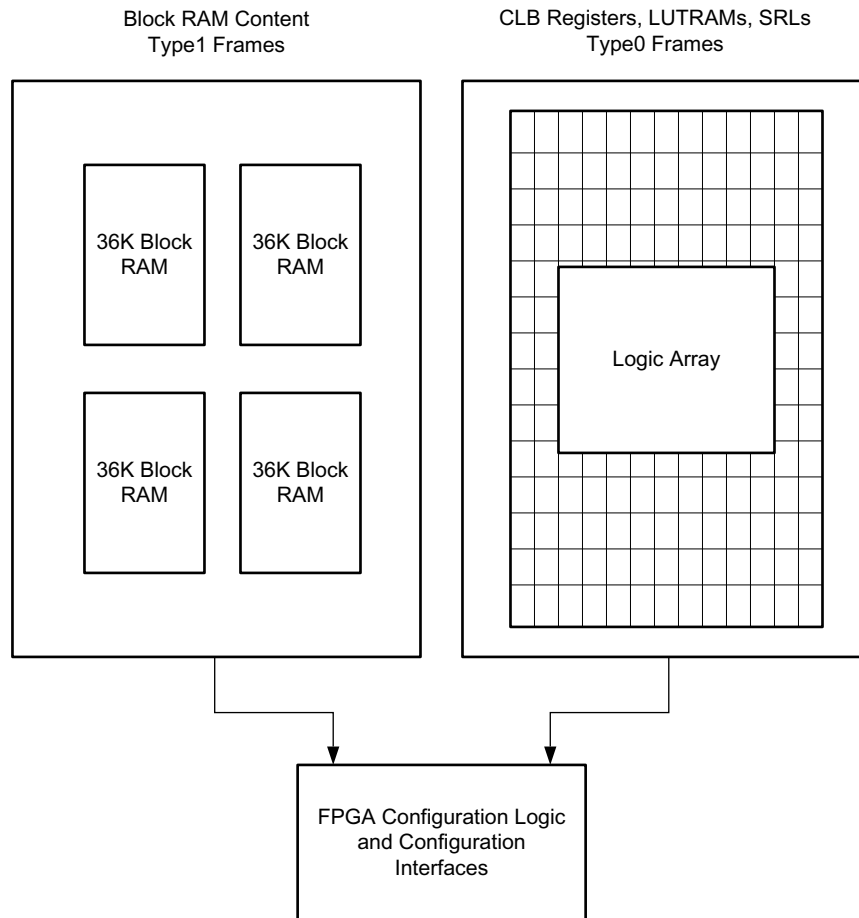 Block RAM Content
Type1 Frames
CLB Registers, LUTRAMs, SRLs
Type0 Frames
36K Block
RAM
36K Block
RAM
Logic Array
36K Block
RAM
36K Block
RAM
FPGA Configuration Logic
and Configuration
Interfaces